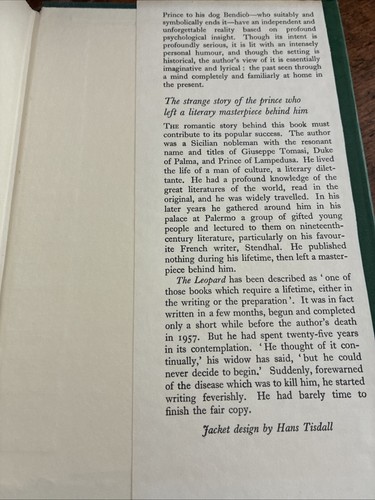 Prince to his dog Bendicò—who suitably and
symbolically ends it—have an independent and
unforgettable reality based on profound
psychological insight. Though its intent is
profoundly serious, it is lit with an intensely
personal humour, and though the setting is
historical, the author's view of it is essentially
imaginative and lyrical : the past seen through
a mind completely and familiarly at home in
the present.
The strange story of the prince who
left a literary masterpiece behind him
THE romantic story behind this book must
contribute to its popular success. The author
was a Sicilian nobleman with the resonant
name and titles of Giuseppe Tomasi, Duke
of Palma, and Prince of Lampedusa. He lived
the life of a man of culture, a literary dilet-
tante. He had a profound knowledge of the
great literatures of the world, read in the
original, and he was widely travelled. In his
later years he gathered around him in his
palace at Palermo a group of gifted young
people and lectured to them on nineteenth-
century literature, particularly on his favour-
ite French writer, Stendhal. He published
nothing during his lifetime, then left a master-
piece behind him.
The Leopard has been described as ' one of
those books which require a lifetime, either in
the writing or the preparation '. It was in fact
written in a few months, begun and completed
only a short while before the author's death
in 1957. But he had spent twenty-five years
in its contemplation. ' He thought of it con-
tinually,' his widow has said, ' but he could
never decide to begin.' Suddenly, forewarned
of the disease which was to kill him, he started
writing feverishly. He had barely time to
finish the fair copy.
Jacket design by Hans Tisdall